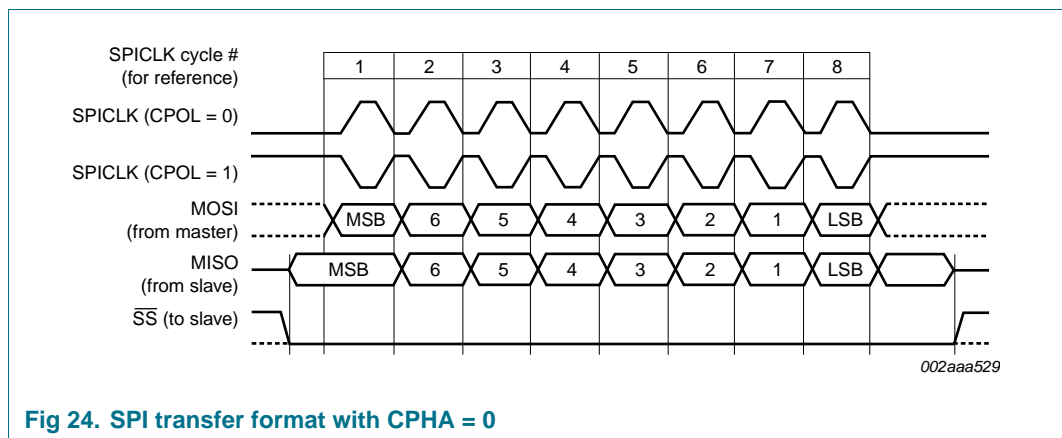 SPICLK cycle #
(for reference)
1 2 3 4 5 6 7 8
SPICLK (CPOL = 0)
SPICLK (CPOL = 1)
MOSI
(from master)
MSB 6 5 4 3 2 1 LSB
MISO
(from slave)
MSB 6 5 4 3 2 1 LSB
SS (to slave)
002aaa529
Fig 24. SPI transfer format with CPHA = 0